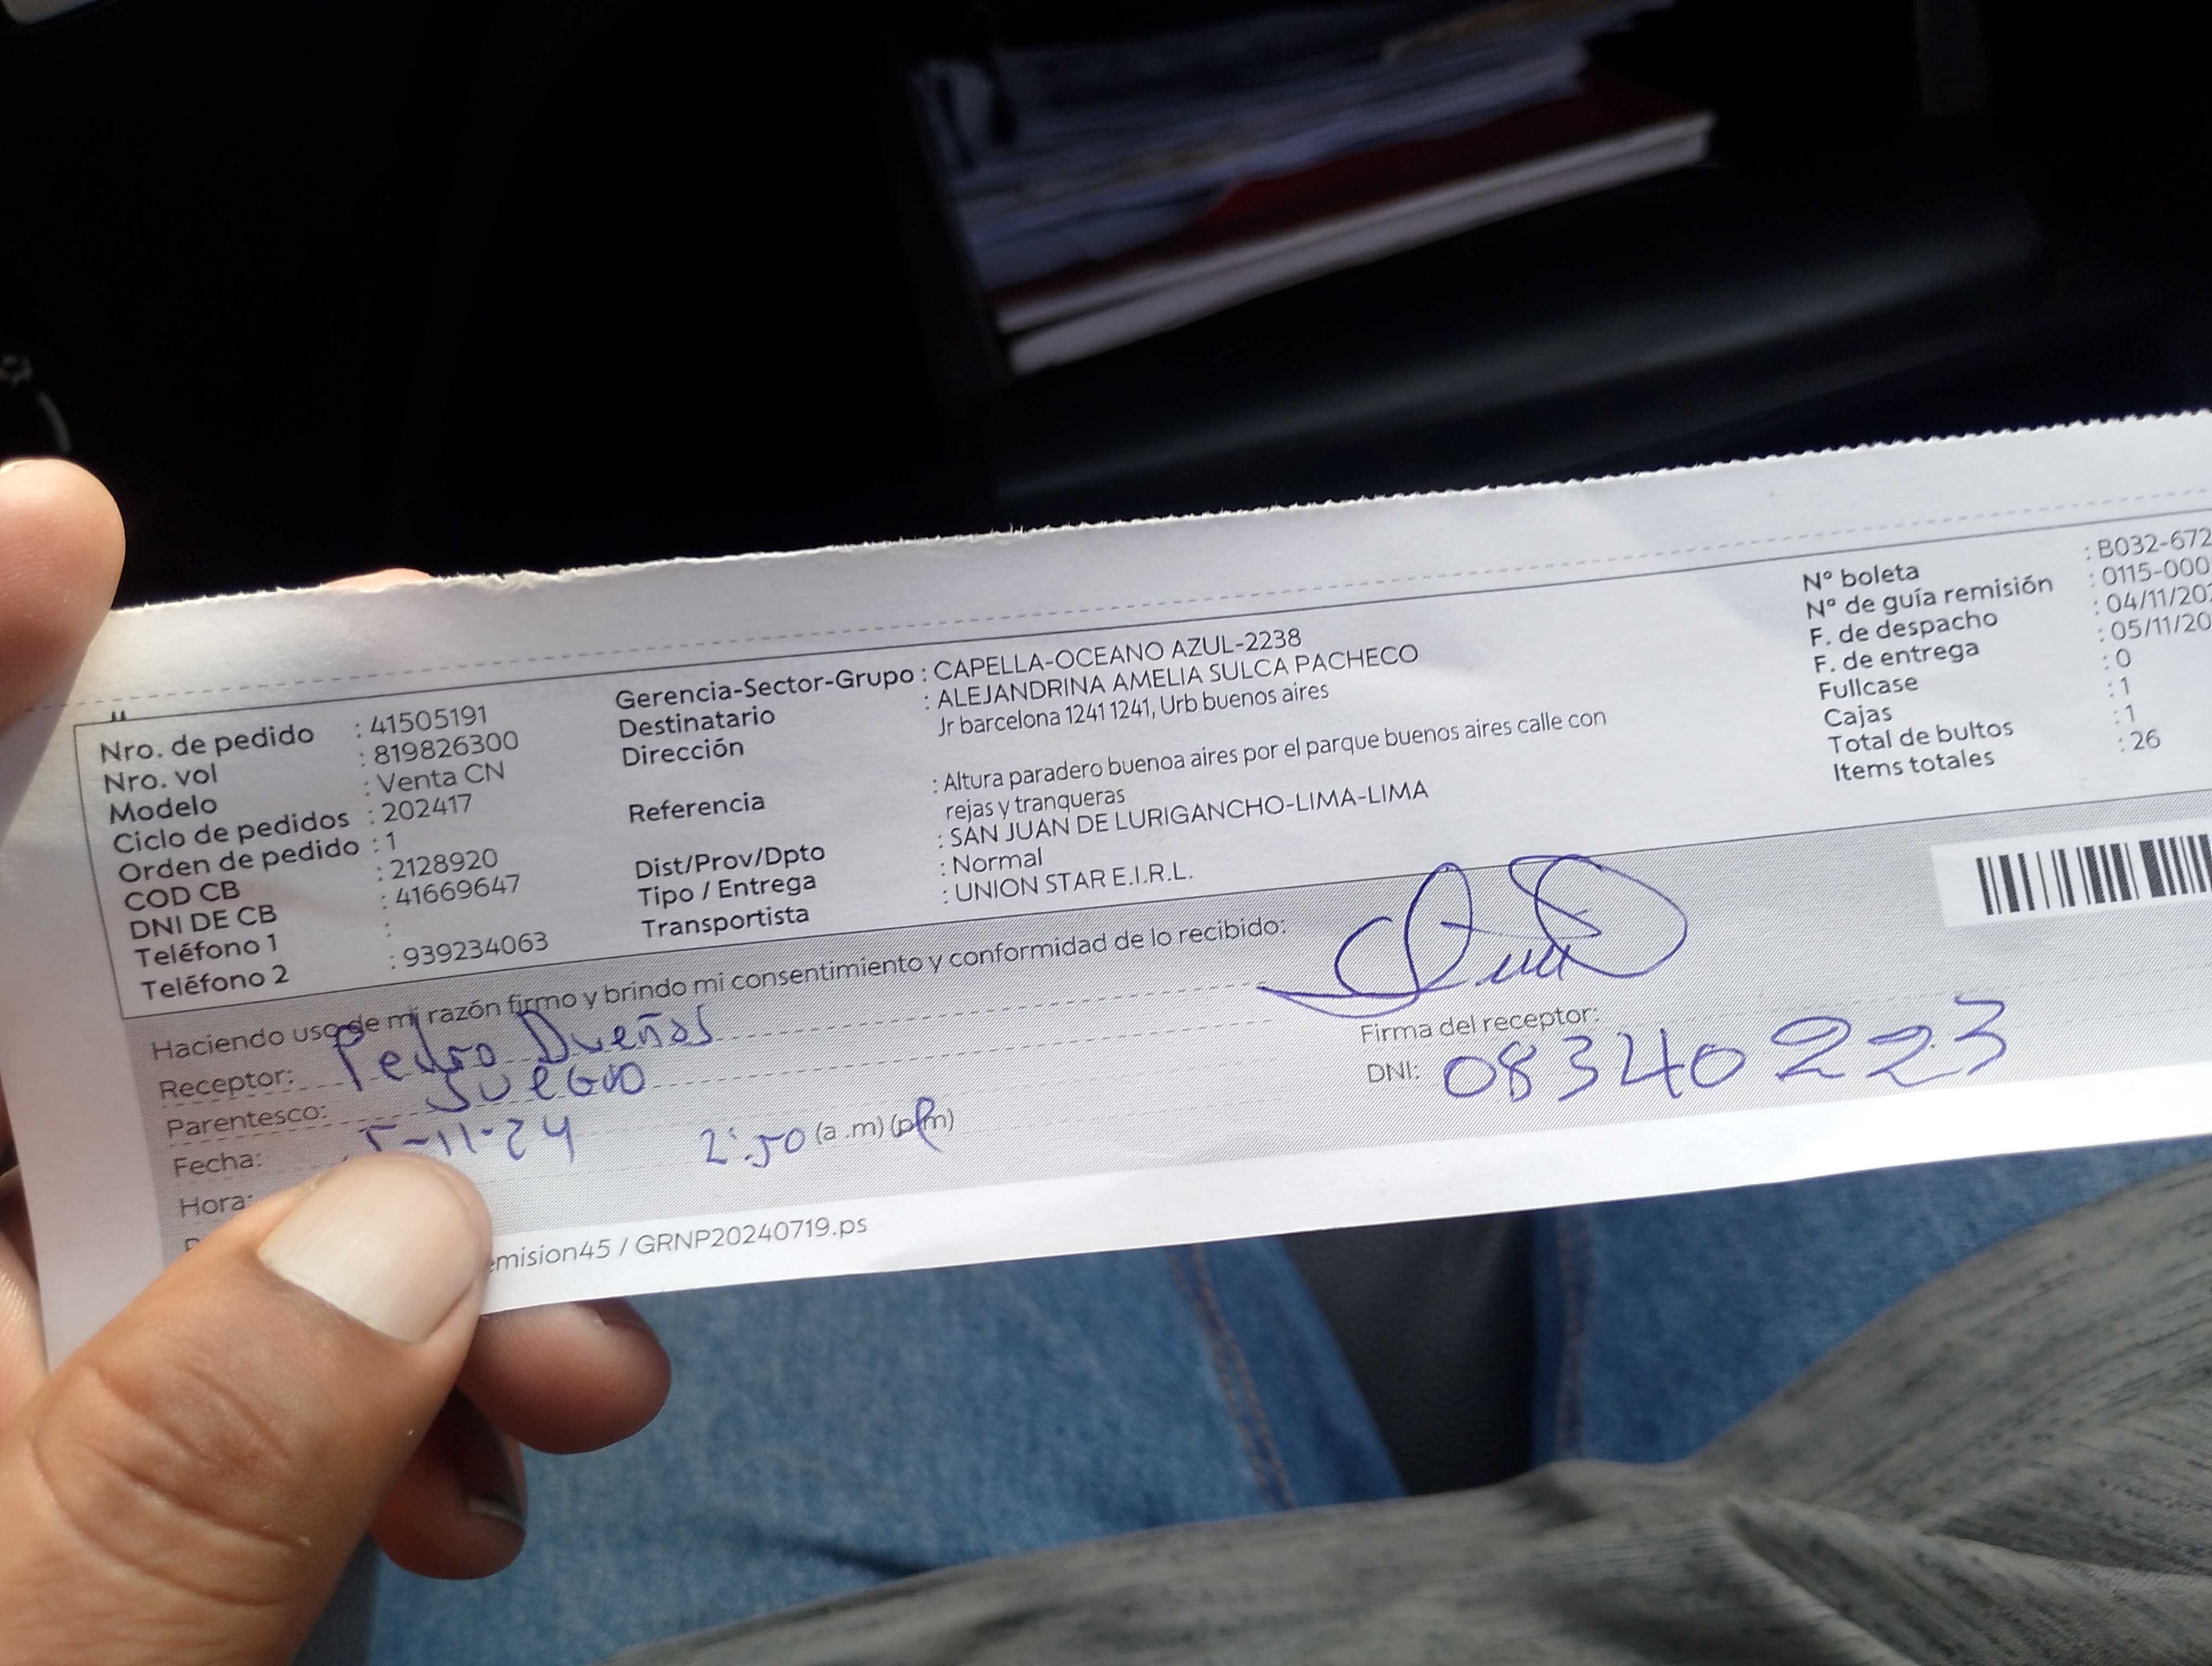 Nro. de pedido : 41505191
Nro. vol : 819826300
Modelo : Venta CN
Ciclo de pedidos : 202417
Orden de pedido : 1
COD CB : 2128920
DNI DE CB : 41669647
Teléfono 1 :
Teléfono 2 : 939234063
Gerencia-Sector-Grupo : CAPELLA-OCEANO AZUL-2238
Destinatario : ALEJANDRINA AMELIA SULCA PACHECO
Dirección Jr barcelona 1241 1241, Urb buenos aires
Referencia : Altura paradero buenoa aires por el parque buenos aires calle con
rejas y tranqueras
Dist/Prov/Dpto : SAN JUAN DE LURIGANCHO-LIMA-LIMA
Tipo / Entrega : Normal
Transportista : UNION STAR E.I.R.L.
Nº boleta : B032-672
Nº de guía remisión : 0115-000
F. de despacho : 04/11/20
F. de entrega : 05/11/20
Fullcase : 0
Cajas : 1
Total de bultos : 1
Items totales : 26
Haciendo uso de mi razón firmo y brindo mi consentimiento y conformidad de lo recibido:
Receptor: Pedro Dueñas
Parentesco: SUEGRO
Fecha: 5-11-24
Hora: 2:50 (a .m) (p.m)
Firma del receptor:
DNI: 08340223
emision45 / GRNP20240719.ps